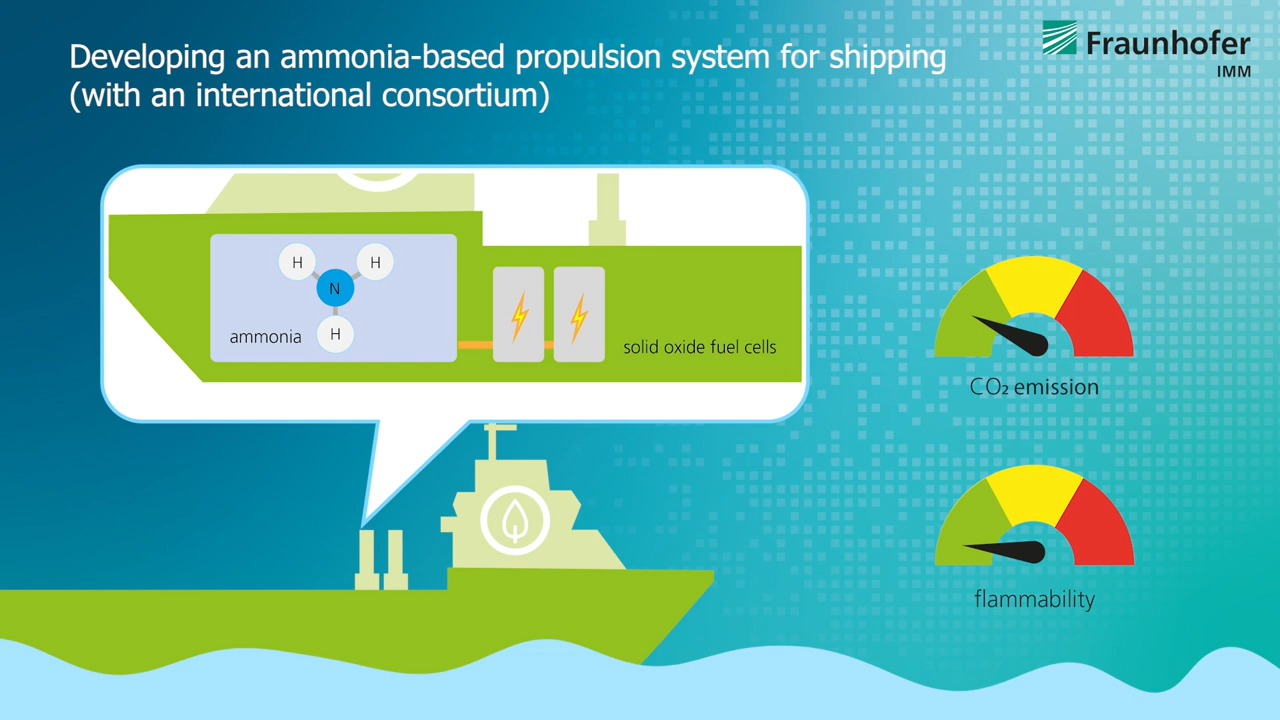 Developing an ammonia-based propulsion system for shipping
(with an international consortium)
Fraunhofer
IMM
H
H
N
H
ammonia
solid oxide fuel cells
CO₂ emission
flammability